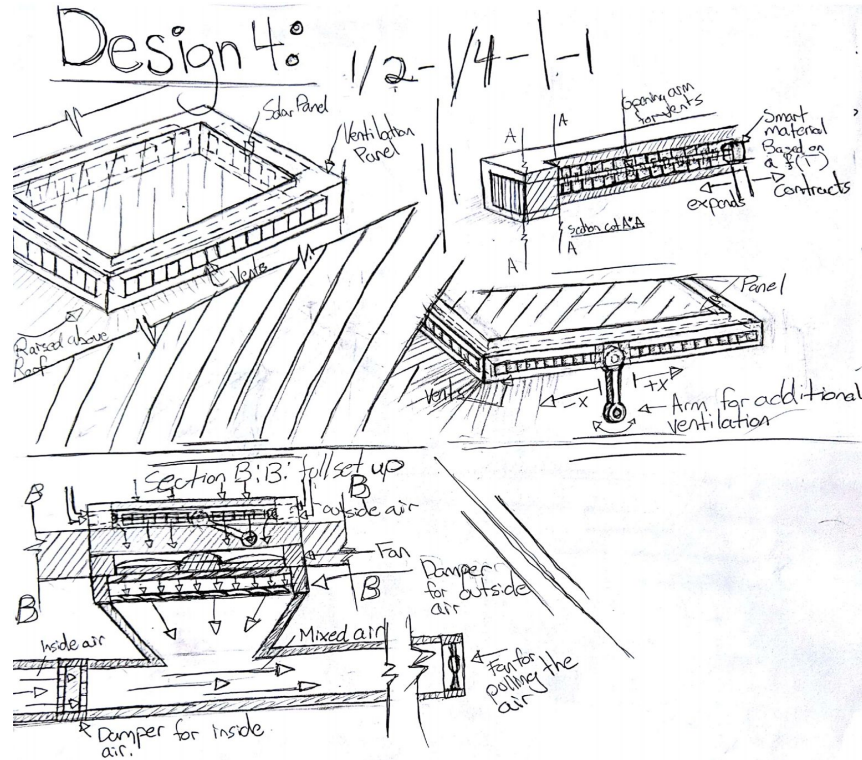 Design 4:
1/2-1/4-1-1
Solar Panel
Ventilation
Panel
Vents
Raised above
Roof
A
A
Opening arm
for vents
Smart
material
Based on
expands
contracts
Section cut A:A
A
A
Panel
Vents
-x
+x
Arm for additional
ventilation
Section B:B: full set up
B
B
outside air
Fan
Damper
for outside
air
B
B
Inside air
Mixed air
Fan for
pulling the
air
Damper for inside
air.